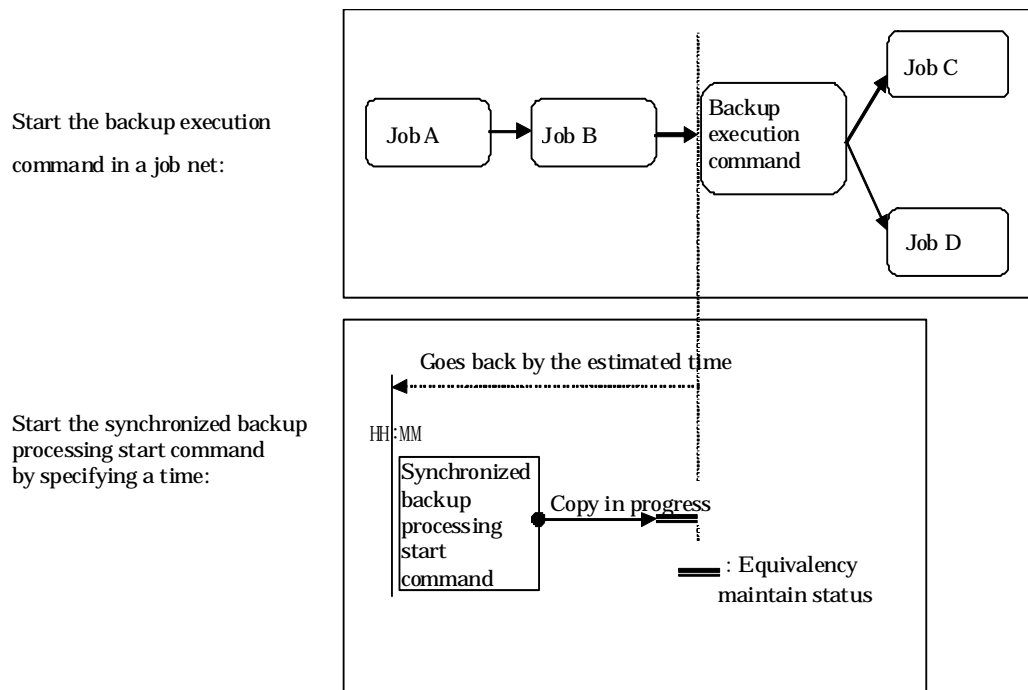 Start the backup execution
command in a job net:
Job A
Job B
Backup
execution
command
Job C
Job D
Start the synchronized backup
processing start command
by specifying a time:
Goes back by the estimated time
HH:MM
Synchronized
backup
processing
start
command
Copy in progress
: Equivalency
maintain status